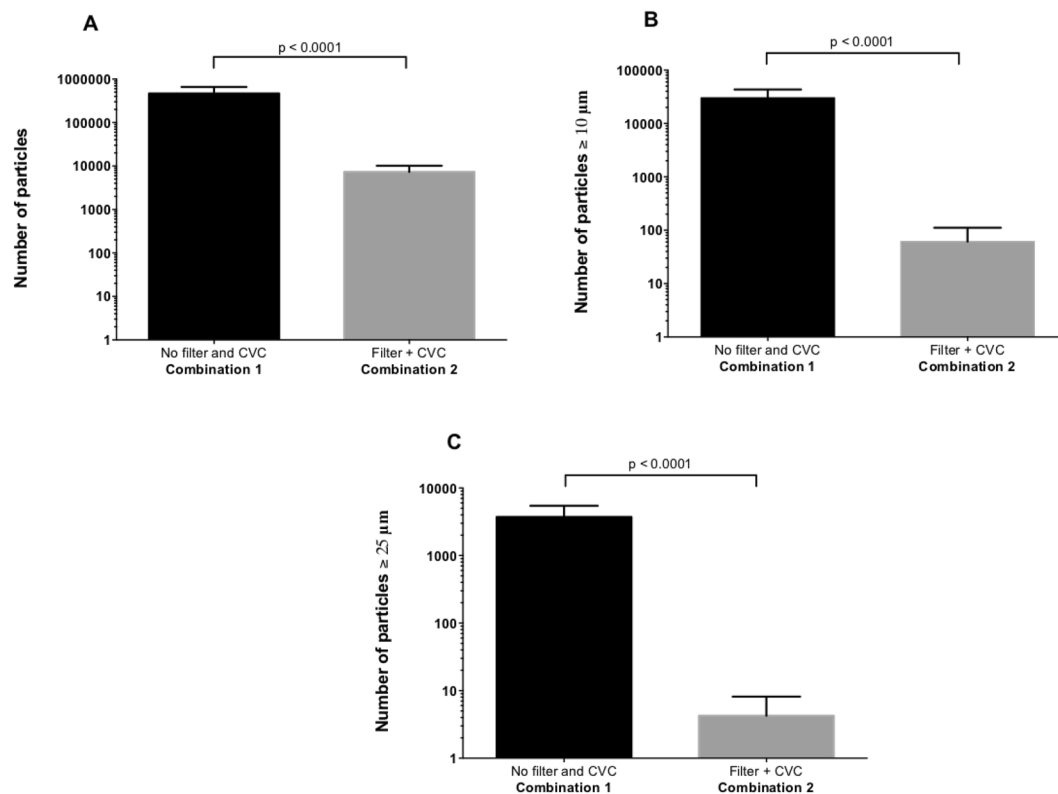 A
p < 0.0001
Number of particles
1000000
100000
10000
1000
100
10
1
No filter and CVC
Combination 1
Filter + CVC
Combination 2
B
p < 0.0001
Number of particles ≥ 10 µm
100000
10000
1000
100
10
1
No filter and CVC
Combination 1
Filter + CVC
Combination 2
C
p < 0.0001
Number of particles ≥ 25 µm
10000
1000
100
10
1
No filter and CVC
Combination 1
Filter + CVC
Combination 2